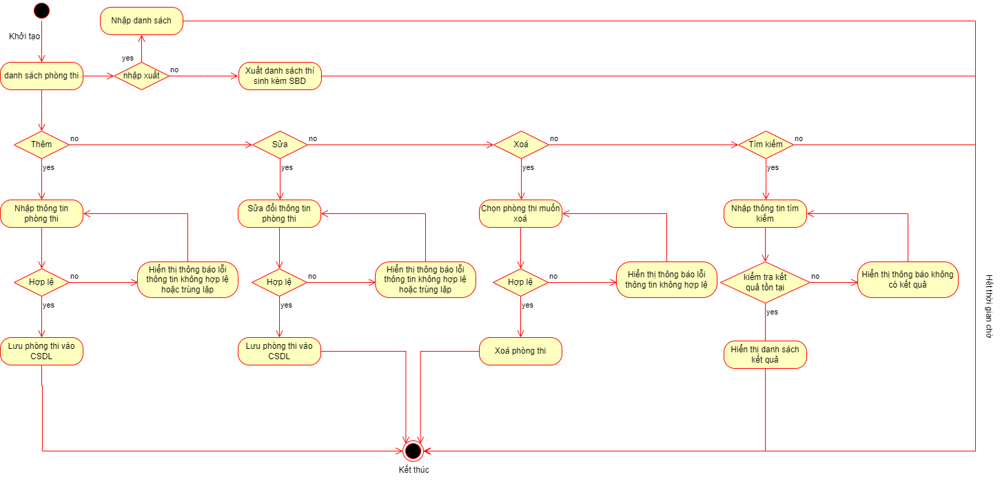 Nhập danh sách
Khởi tạo
yes
no
danh sách phòng thi
nhập xuất
Xuất danh sách thí
sinh kèm SBD
Thêm
no
Sửa
no
Xoá
no
Tìm kiếm
no
yes
yes
yes
yes
Nhập thông tin
phòng thi
Sửa đổi thông tin
phòng thi
Chọn phòng thi muốn
xoá
Nhập thông tin tìm
kiếm
Hợp lệ
no
Hiển thị thông báo lỗi
thông tin không hợp lệ
hoặc trùng lặp
Hợp lệ
no
Hiển thị thông báo lỗi
thông tin không hợp lệ
hoặc trùng lặp
Hợp lệ
no
Hiển thị thông báo lỗi
thông tin không hợp lệ
kiểm tra kết
quả tồn tại
no
Hiển thị thông báo không
có kết quả
Hết thời gian chờ
yes
yes
yes
yes
Lưu phòng thi vào
CSDL
Lưu phòng thi vào
CSDL
Xoá phòng thi
Hiển thị danh sách
kết quả
Kết thúc